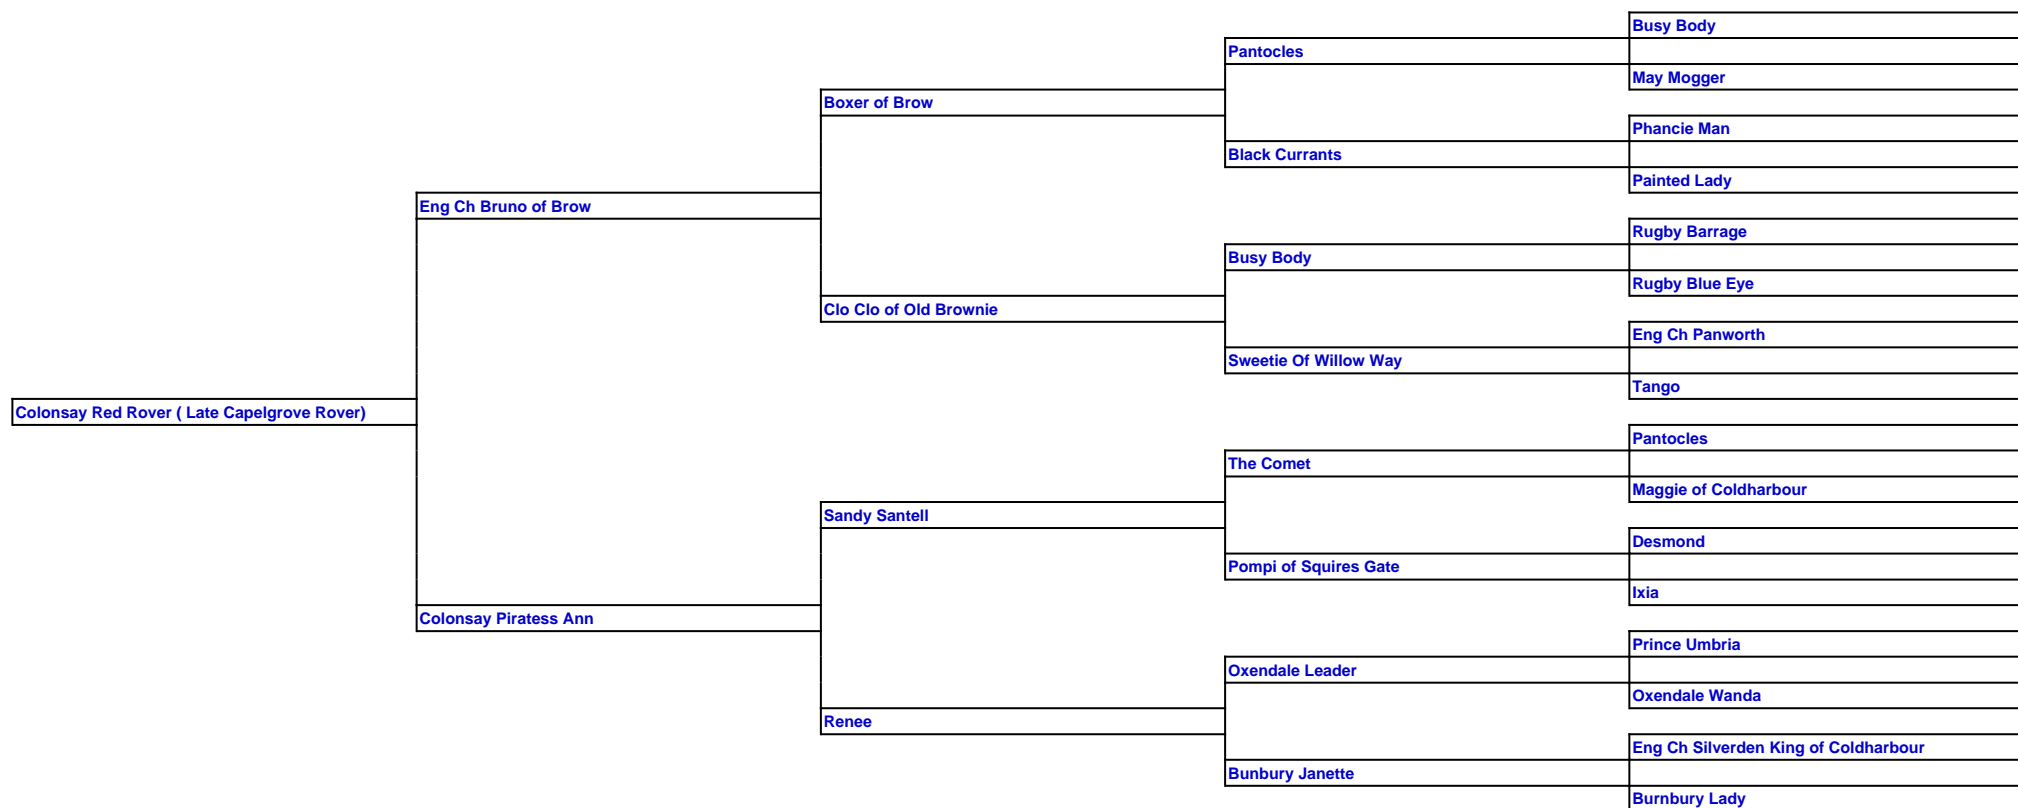 Busy Body
Pantocles
May Mogger
Boxer of Brow
Phancie Man
Black Currants
Painted Lady
Eng Ch Bruno of Brow
Rugby Barrage
Busy Body
Rugby Blue Eye
Clo Clo of Old Brownie
Eng Ch Panworth
Sweetie Of Willow Way
Tango
Colonsay Red Rover ( Late Capelgrove Rover)
Pantocles
The Comet
Maggie of Coldharbour
Sandy Santell
Desmond
Pompi of Squires Gate
Ixia
Colonsay Piratess Ann
Prince Umbria
Oxendale Leader
Oxendale Wanda
Renee
Eng Ch Silverden King of Coldharbour
Bunbury Janette
Burnbury Lady